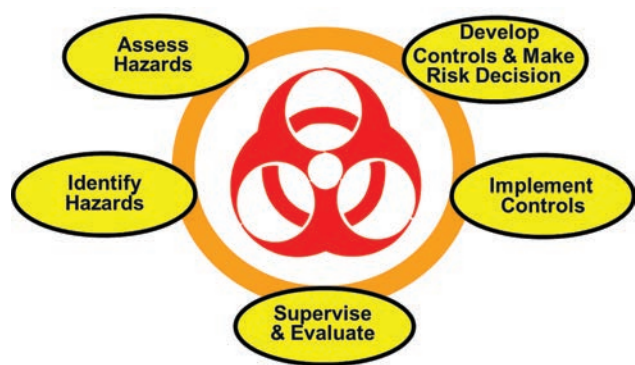 Assess
Hazards
Develop
Controls & Make
Risk Decision
Identify
Hazards
Implement
Controls
Supervise
& Evaluate